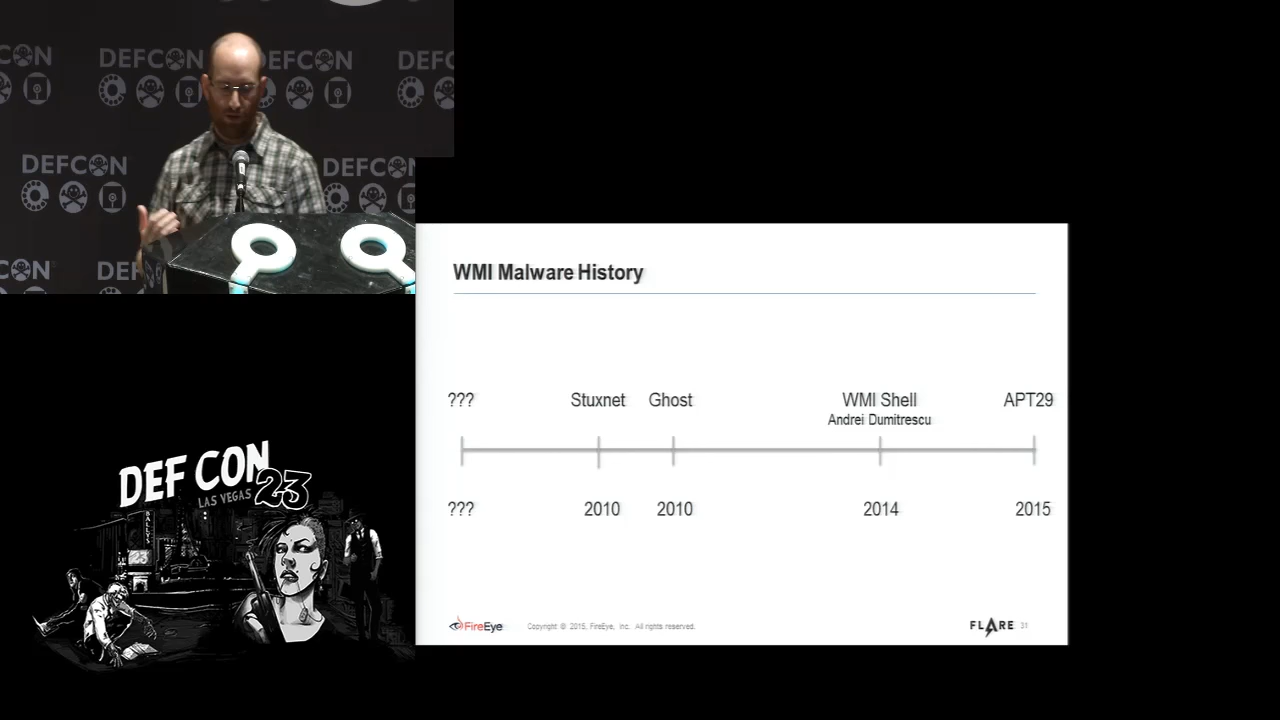 DEFCON
DEFCON
DEFCON
DEFCON
DEFCON
WMI Malware History
??? Stuxnet Ghost WMI Shell APT29
Andrei Dumitrescu
??? 2010 2010 2014 2015
FireEye Copyright © 2015, FireEye, Inc. All rights reserved. FLARE 31
DEF CON 23
LAS VEGAS
BALLYS